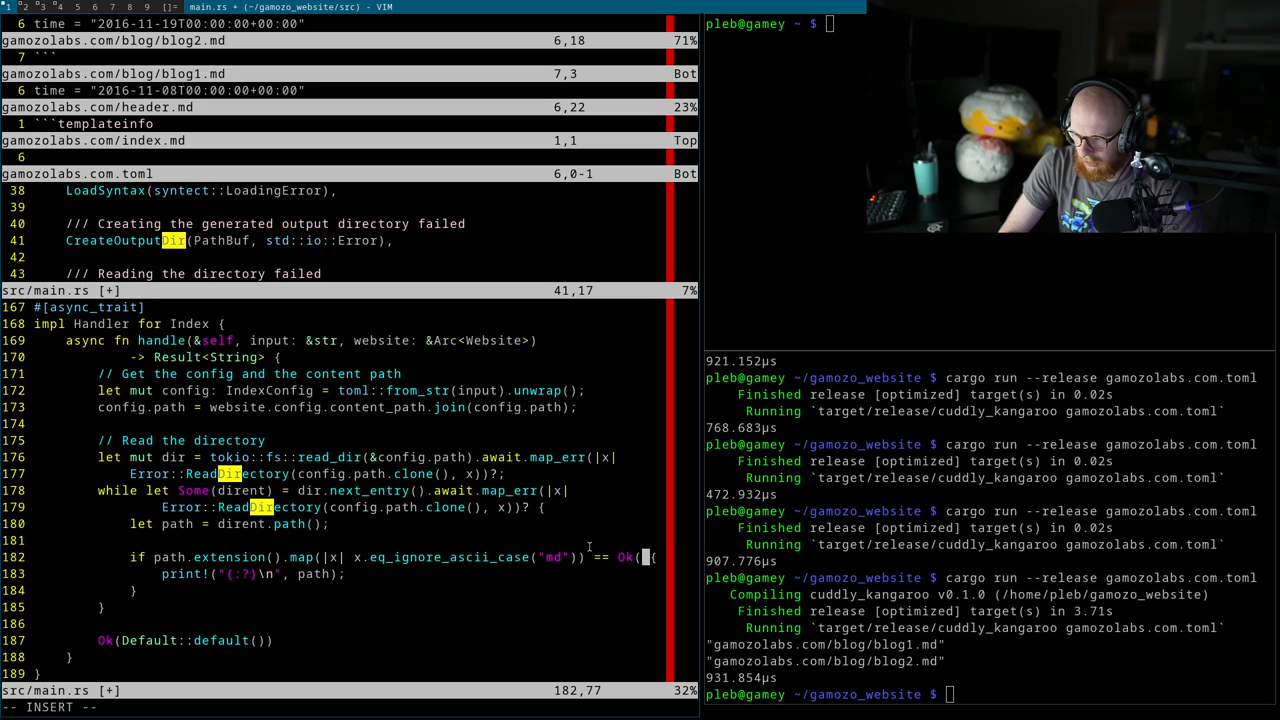 1 2 3 4 5 6 7 8 9 []= main.rs + (~/gamozo_website/src) - VIM
6 time = "2016-11-19T00:00:00+00:00"
gamozolabs.com/blog/blog2.md 6,18 71%
7 ```
gamozolabs.com/blog/blog1.md 7,3 Bot
6 time = "2016-11-08T00:00:00+00:00"
gamozolabs.com/header.md 6,22 23%
1 ```templateinfo
gamozolabs.com/index.md 1,1 Top
6
gamozolabs.com.toml 6,0-1 Bot
38 LoadSyntax(syntect::LoadingError),
39
40 /// Creating the generated output directory failed
41 CreateOutputDir(PathBuf, std::io::Error),
42
43 /// Reading the directory failed
src/main.rs [+] 41,17 7%
167 #[async_trait]
168 impl Handler for Index {
169 async fn handle(&self, input: &str, website: &Arc<Website>)
170 -> Result<String> {
171 // Get the config and the content path
172 let mut config: IndexConfig = toml::from_str(input).unwrap();
173 config.path = website.config.content_path.join(config.path);
174
175 // Read the directory
176 let mut dir = tokio::fs::read_dir(&config.path).await.map_err(|x|
177 Error::ReadDirectory(config.path.clone(), x))?;
178 while let Some(dirent) = dir.next_entry().await.map_err(|x|
179 Error::ReadDirectory(config.path.clone(), x))? {
180 let path = dirent.path();
181
182 if path.extension().map(|x| x.eq_ignore_ascii_case("md")) == Ok( {
183 print!("{:?}\n", path);
184 }
185 }
186
187 Ok(Default::default())
188 }
189 }
src/main.rs [+] 182,77 32%
-- INSERT --
pleb@gamey ~ $
921.152µs
pleb@gamey ~/gamozo_website $ cargo run --release gamozolabs.com.toml
Finished release [optimized] target(s) in 0.02s
Running `target/release/cuddly_kangaroo gamozolabs.com.toml`
768.683µs
pleb@gamey ~/gamozo_website $ cargo run --release gamozolabs.com.toml
Finished release [optimized] target(s) in 0.02s
Running `target/release/cuddly_kangaroo gamozolabs.com.toml`
472.932µs
pleb@gamey ~/gamozo_website $ cargo run --release gamozolabs.com.toml
Finished release [optimized] target(s) in 0.02s
Running `target/release/cuddly_kangaroo gamozolabs.com.toml`
907.776µs
pleb@gamey ~/gamozo_website $ cargo run --release gamozolabs.com.toml
Compiling cuddly_kangaroo v0.1.0 (/home/pleb/gamozo_website)
Finished release [optimized] target(s) in 3.71s
Running `target/release/cuddly_kangaroo gamozolabs.com.toml`
"gamozolabs.com/blog/blog1.md"
"gamozolabs.com/blog/blog2.md"
931.854µs
pleb@gamey ~/gamozo_website $